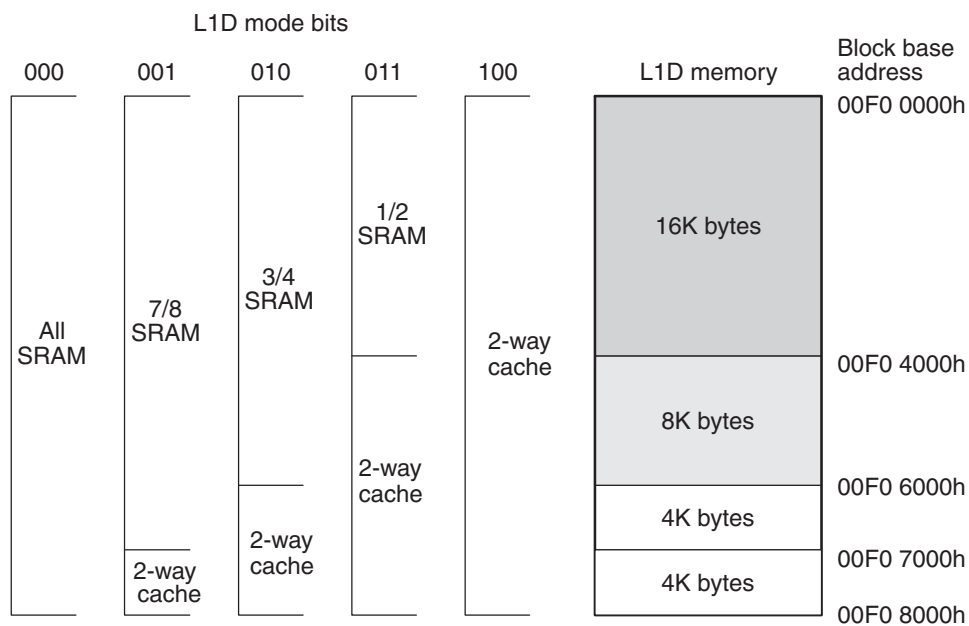 L1D mode bits
000 001 010 011 100 L1D memory
Block base
address
00F0 0000h
1/2
SRAM
16K bytes
3/4
SRAM
7/8
SRAM
All
SRAM
2-way
cache
00F0 4000h
8K bytes
2-way
cache
00F0 6000h
4K bytes
2-way
cache
00F0 7000h
2-way
cache
4K bytes
00F0 8000h